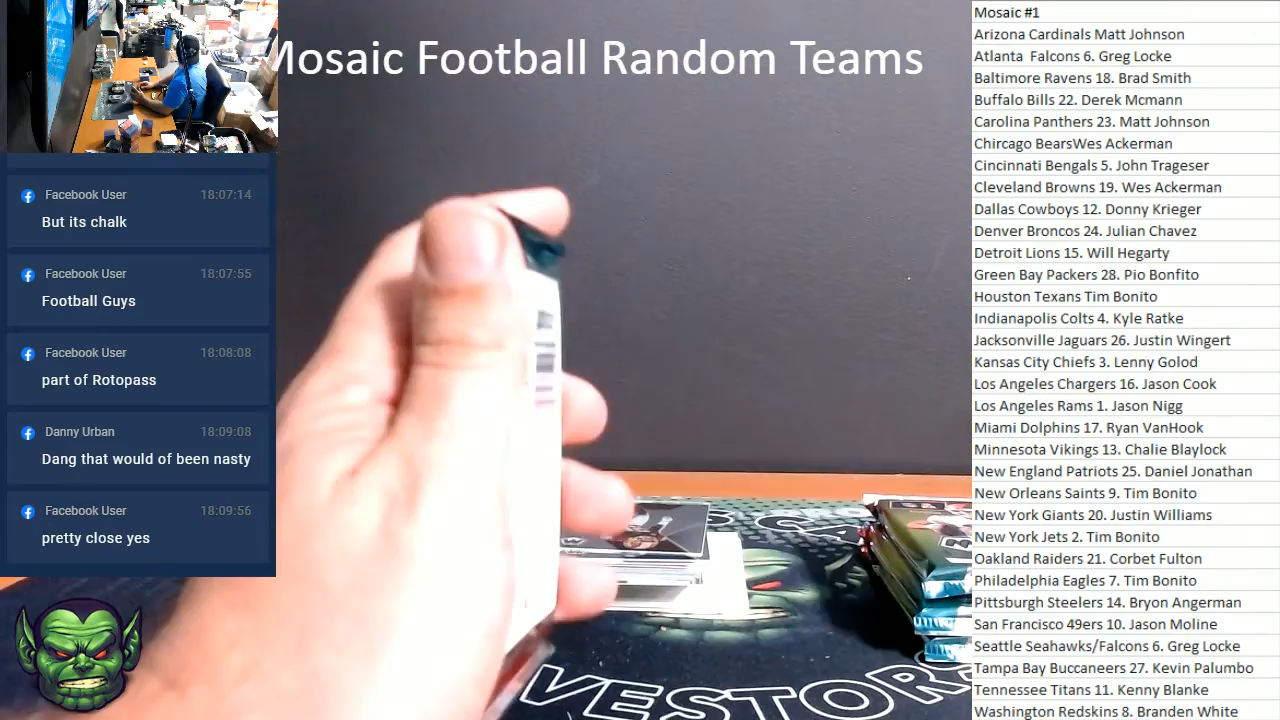 Mosaic Football Random Teams
Facebook User 18:07:14
But its chalk
Facebook User 18:07:55
Football Guys
Facebook User 18:08:08
part of Rotopass
Danny Urban 18:09:08
Dang that would of been nasty
Facebook User 18:09:56
pretty close yes
VESTOR
Mosaic #1
Arizona Cardinals Matt Johnson
Atlanta  Falcons 6. Greg Locke
Baltimore Ravens 18. Brad Smith
Buffalo Bills 22. Derek Mcmann
Carolina Panthers 23. Matt Johnson
Chircago BearsWes Ackerman
Cincinnati Bengals 5. John Trageser
Cleveland Browns 19. Wes Ackerman
Dallas Cowboys 12. Donny Krieger
Denver Broncos 24. Julian Chavez
Detroit Lions 15. Will Hegarty
Green Bay Packers 28. Pio Bonfito
Houston Texans Tim Bonito
Indianapolis Colts 4. Kyle Ratke
Jacksonville Jaguars 26. Justin Wingert
Kansas City Chiefs 3. Lenny Golod
Los Angeles Chargers 16. Jason Cook
Los Angeles Rams 1. Jason Nigg
Miami Dolphins 17. Ryan VanHook
Minnesota Vikings 13. Chalie Blaylock
New England Patriots 25. Daniel Jonathan
New Orleans Saints 9. Tim Bonito
New York Giants 20. Justin Williams
New York Jets 2. Tim Bonito
Oakland Raiders 21. Corbet Fulton
Philadelphia Eagles 7. Tim Bonito
Pittsburgh Steelers 14. Bryon Angerman
San Francisco 49ers 10. Jason Moline
Seattle Seahawks/Falcons 6. Greg Locke
Tampa Bay Buccaneers 27. Kevin Palumbo
Tennessee Titans 11. Kenny Blanke
Washington Redskins 8. Branden White